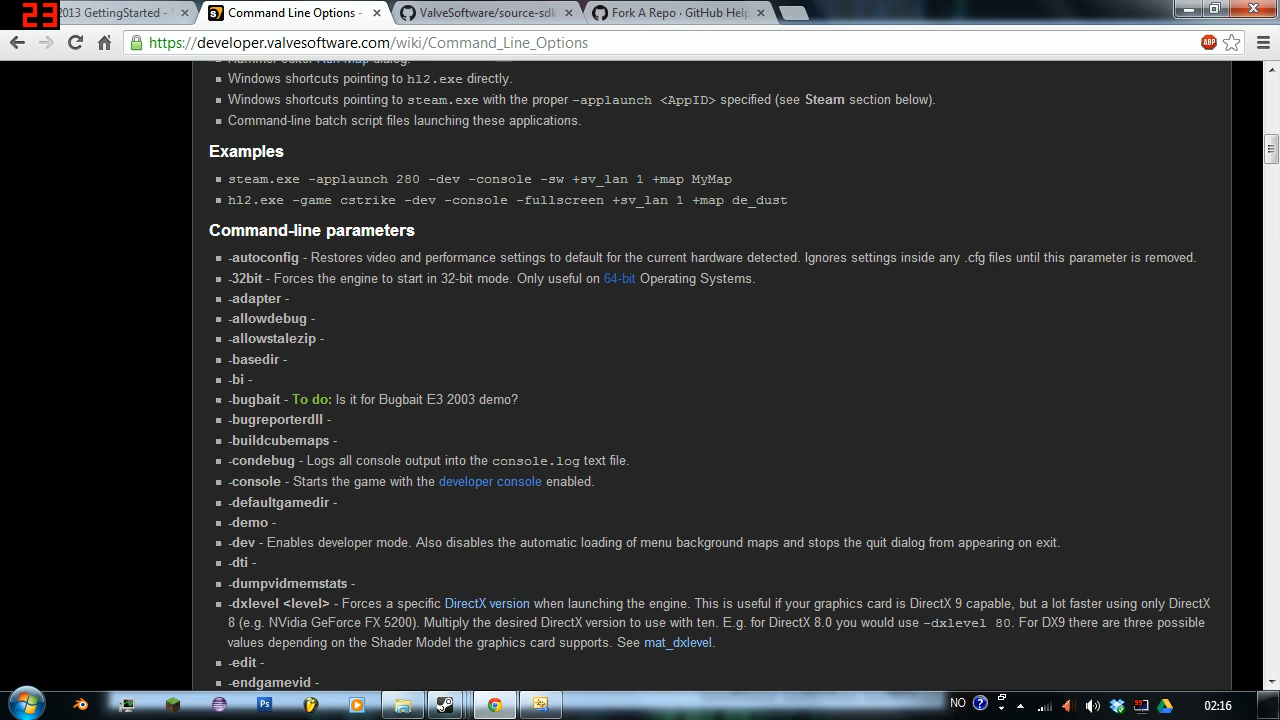 23
2013 GettingStarted -
Command Line Options -
ValveSoftware/source-sdk
Fork A Repo · GitHub Help
https://developer.valvesoftware.com/wiki/Command_Line_Options
ABP
Hammer editor Run Map dialog.
Windows shortcuts pointing to hl2.exe directly.
Windows shortcuts pointing to steam.exe with the proper -applaunch <AppID> specified (see Steam section below).
Command-line batch script files launching these applications.
Examples
steam.exe -applaunch 280 -dev -console -sw +sv_lan 1 +map MyMap
hl2.exe -game cstrike -dev -console -fullscreen +sv_lan 1 +map de_dust
Command-line parameters
-autoconfig - Restores video and performance settings to default for the current hardware detected. Ignores settings inside any .cfg files until this parameter is removed.
-32bit - Forces the engine to start in 32-bit mode. Only useful on 64-bit Operating Systems.
-adapter -
-allowdebug -
-allowstalezip -
-basedir -
-bi -
-bugbait - To do: Is it for Bugbait E3 2003 demo?
-bugreporterdll -
-buildcubemaps -
-condebug - Logs all console output into the console.log text file.
-console - Starts the game with the developer console enabled.
-defaultgamedir -
-demo -
-dev - Enables developer mode. Also disables the automatic loading of menu background maps and stops the quit dialog from appearing on exit.
-dti -
-dumpvidmemstats -
-dxlevel <level> - Forces a specific DirectX version when launching the engine. This is useful if your graphics card is DirectX 9 capable, but a lot faster using only DirectX
8 (e.g. NVidia GeForce FX 5200). Multiply the desired DirectX version to use with ten. E.g. for DirectX 8.0 you would use -dxlevel 80. For DX9 there are three possible
values depending on the Shader Model the graphics card supports. See mat_dxlevel.
-edit -
-endgamevid -
Ps
NO
02:16